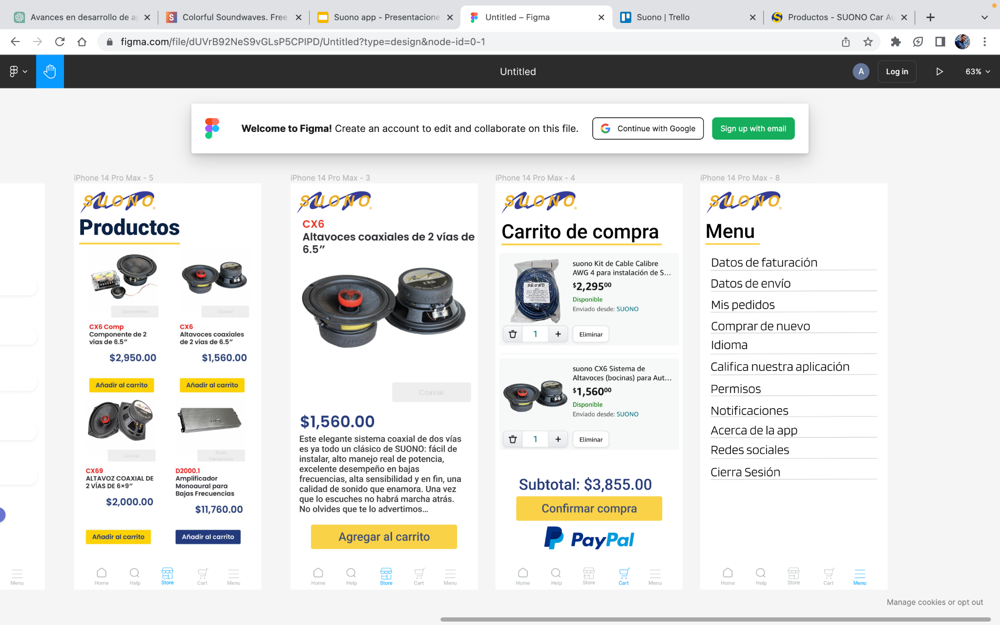 Avances en desarrollo de a
Colorful Soundwaves. Free
Suono app - Presentacione
Untitled – Figma
Suono | Trello
Productos - SUONO Car Au
figma.com/file/dUVrB92NeS9vGLsP5CPIPD/Untitled?type=design&node-id=0-1
Untitled
A
Log in
63%
Welcome to Figma! Create an account to edit and collaborate on this file.
Continue with Google
Sign up with email
Menu
iPhone 14 Pro Max - 5
SUONO
Productos
Componente
CX6 Comp
Componente de 2
vías de 6.5”
$2,950.00
Añadir al carrito
Coaxial
CX6
Altavoces coaxiales
de 2 vías de 6.5”
$1,560.00
Añadir al carrito
Coaxial
CX69
ALTAVOZ COAXIAL DE
2 VÍAS DE 6×9”
$2,000.00
Añadir al carrito
SUONO
Bajas
frecuencias
D2000.1
Amplificador
Monoaural para
Bajas Frecuencias
$11,760.00
Añadir al carrito
Home
Help
Store
Cart
Menu
iPhone 14 Pro Max - 3
SUONO
CX6
Altavoces coaxiales de 2 vías de
6.5”
CX6
Coaxial
$1,560.00
Este elegante sistema coaxial de dos vías
es ya todo un clásico de SUONO: fácil de
instalar, alto manejo real de potencia,
excelente desempeño en bajas
frecuencias, alta sensibilidad y en fin, una
calidad de sonido que enamora. Una vez
que lo escuches no habrá marcha atrás.
No olvides que te lo advertimos…
Agregar al carrito
Home
Help
Store
Cart
Menu
iPhone 14 Pro Max - 4
SUONO
Carrito de compra
SUONO
suono Kit de Cable Calibre
AWG 4 para instalación de S...
$2,295⁰⁰
Disponible
Enviado desde: SUONO
1
+
Eliminar
suono CX6 Sistema de
Altavoces (bocinas) para Aut...
$1,560⁰⁰
Disponible
Enviado desde: SUONO
1
+
Eliminar
Subtotal: $3,855.00
Confirmar compra
PayPal
Home
Help
Store
Cart
Menu
iPhone 14 Pro Max - 8
SUONO
Menu
Datos de faturación
Datos de envío
Mis pedidos
Comprar de nuevo
Idioma
Califica nuestra aplicación
Permisos
Notificaciones
Acerca de la app
Redes sociales
Cierra Sesión
Home
Help
Store
Cart
Menu
Manage cookies or opt out